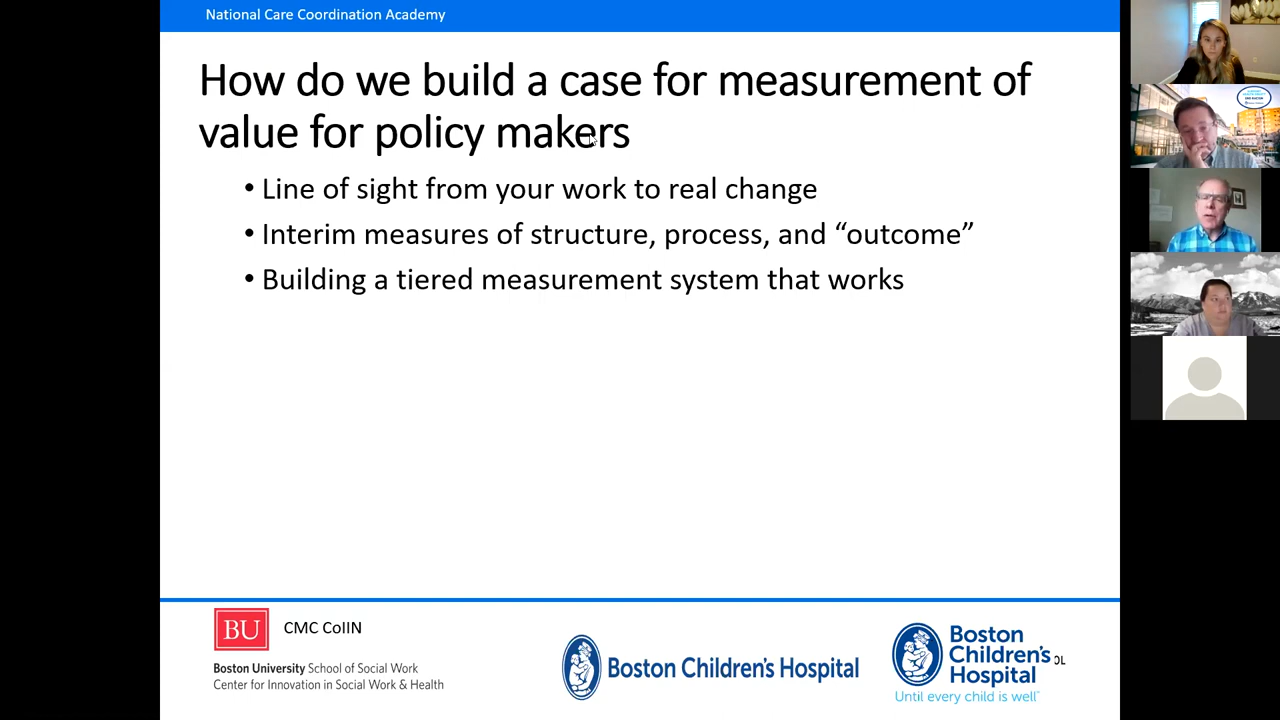 National Care Coordination Academy
How do we build a case for measurement of
value for policy makers
• Line of sight from your work to real change
• Interim measures of structure, process, and “outcome”
• Building a tiered measurement system that works
BU
CMC CoIIN
Boston University School of Social Work
Center for Innovation in Social Work & Health
Boston Children's Hospital
Boston
Children's
Hospital
Until every child is well™
OL